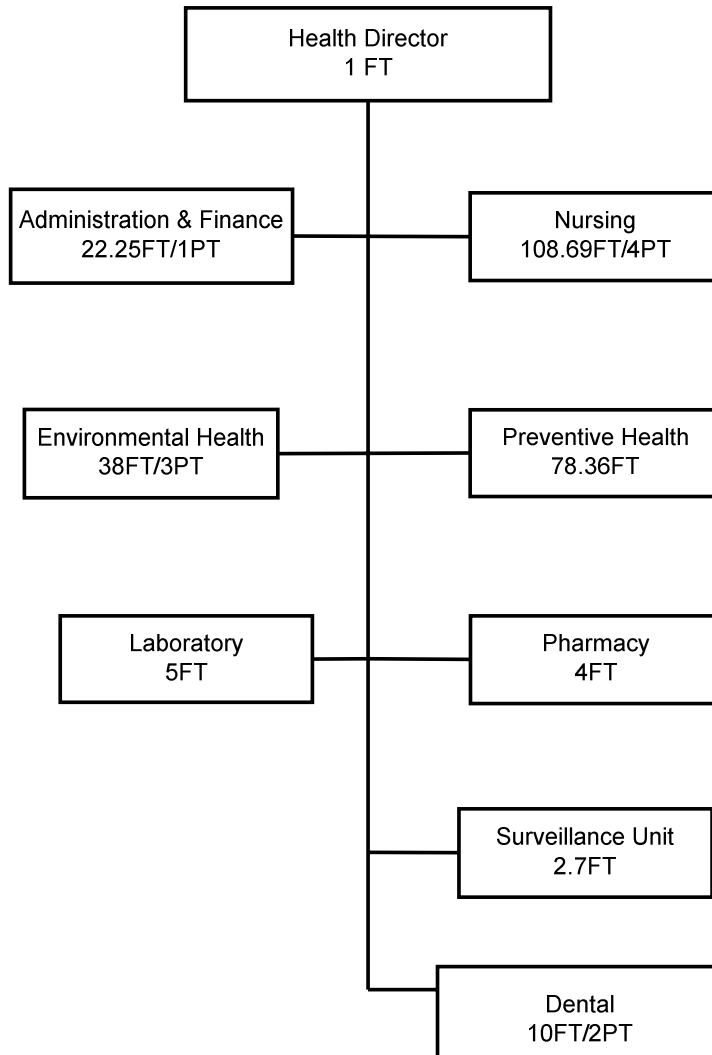 Health Director
1 FT
Administration & Finance
22.25FT/1PT
Nursing
108.69FT/4PT
Environmental Health
38FT/3PT
Preventive Health
78.36FT
Laboratory
5FT
Pharmacy
4FT
Surveillance Unit
2.7FT
Dental
10FT/2PT